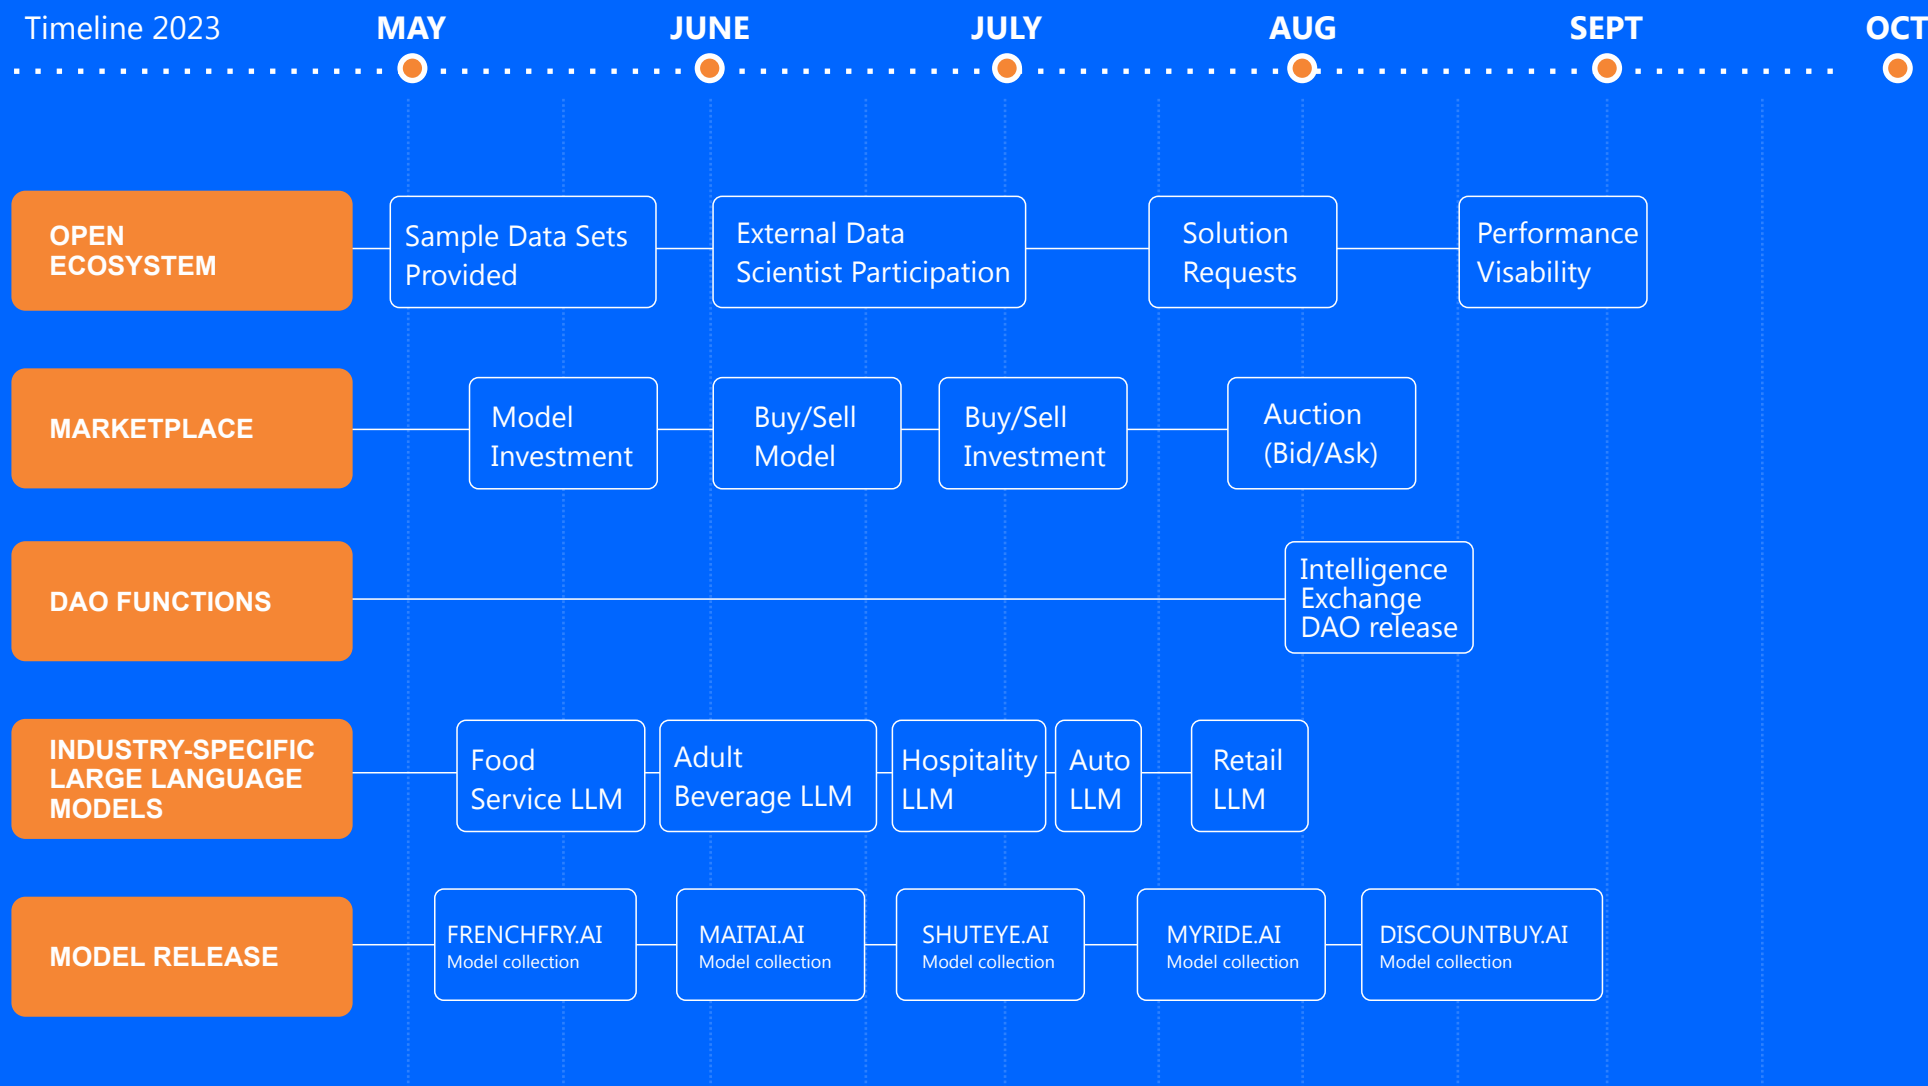 Timeline 2023
MAY
JUNE
JULY
AUG
SEPT
OCT
OPEN
ECOSYSTEM
Sample Data Sets
Provided
External Data
Scientist Participation
Solution
Requests
Performance
Visability
MARKETPLACE
Model
Investment
Buy/Sell
Model
Buy/Sell
Investment
Auction
(Bid/Ask)
DAO FUNCTIONS
Intelligence
Exchange
DAO release
INDUSTRY-SPECIFIC
LARGE LANGUAGE
MODELS
Food
Service LLM
Adult
Beverage LLM
Hospitality
LLM
Auto
LLM
Retail
LLM
MODEL RELEASE
FRENCHFRY.AI
Model collection
MAITAI.AI
Model collection
SHUTEYE.AI
Model collection
MYRIDE.AI
Model collection
DISCOUNTBUY.AI
Model collection